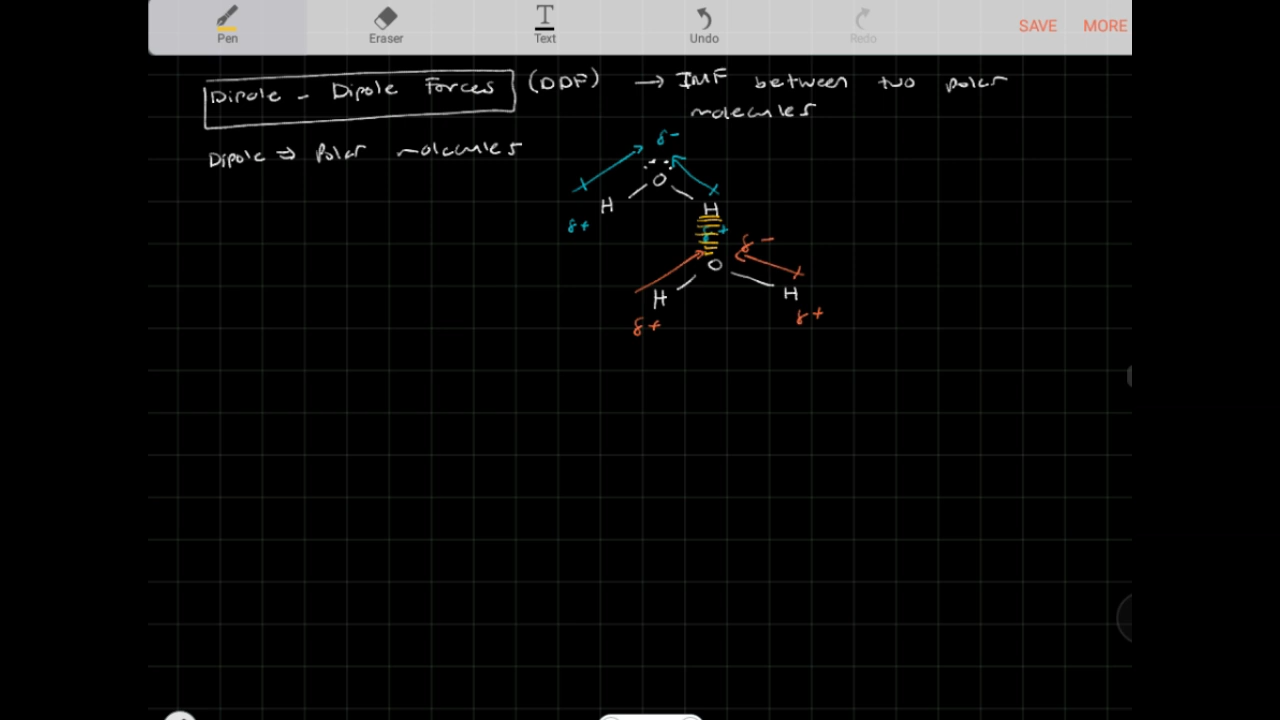 Pen Eraser Text Undo Redo SAVE MORE
Dipole - Dipole Forces (DDF) → IMF between two polar
molecules
Dipole ⇒ Polar molecules
δ-
O
H H
δ+ δ+
δ-
O
H H
δ+ δ+